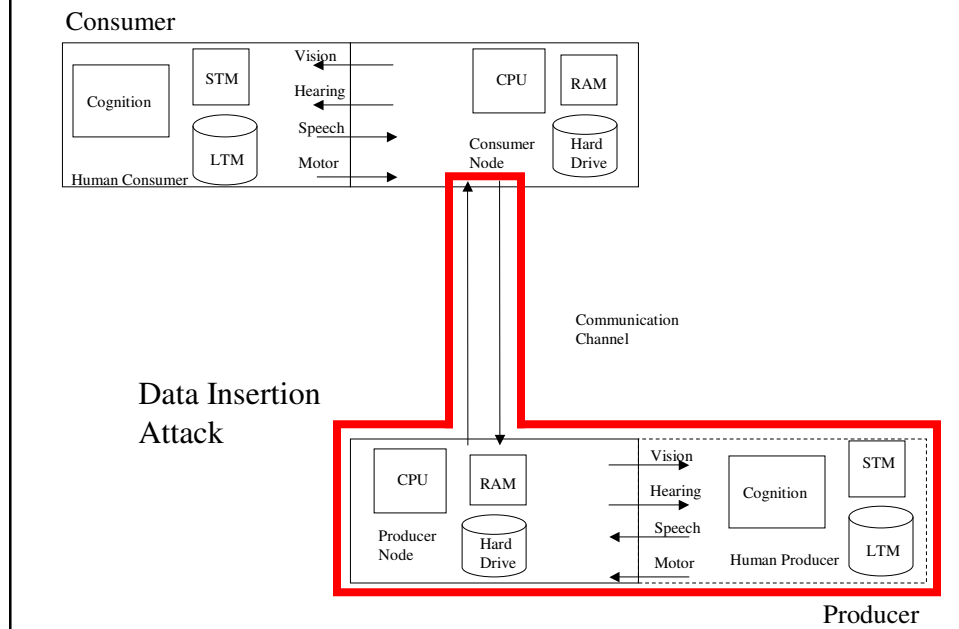 Consumer
Vision
STM
CPU
RAM
Cognition
Hearing
Speech
LTM
Consumer
Node
Hard
Drive
Motor
Human Consumer
Communication
Channel
Data Insertion
Attack
CPU
RAM
Vision
STM
Hearing
Cognition
Speech
Producer
Node
Hard
Drive
Motor
Human Producer
LTM
Producer